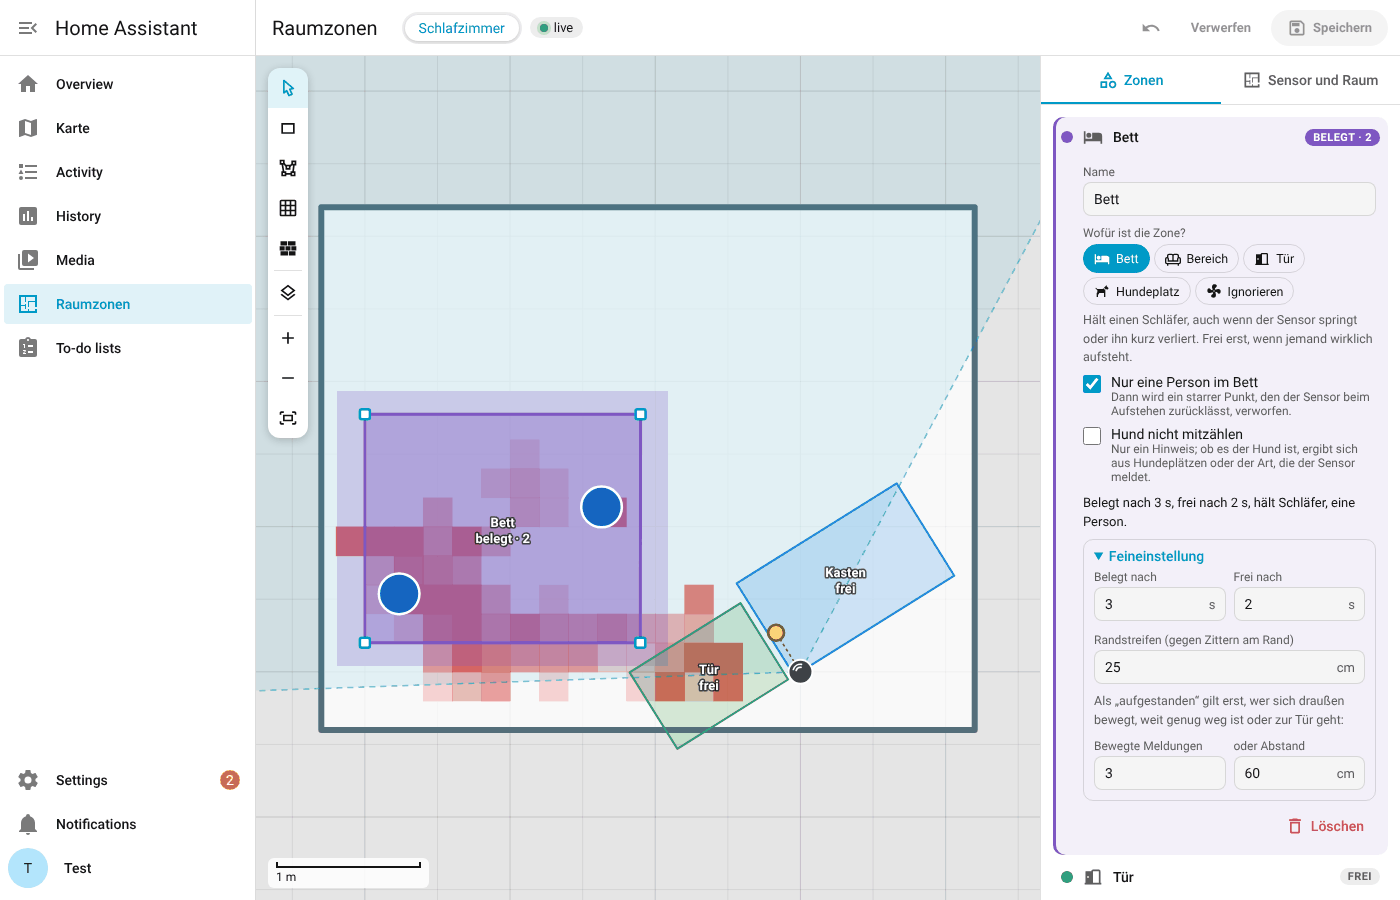 Home Assistant
Raumzonen
Schlafzimmer
live
Verwerfen
Speichern
Overview
Karte
Activity
History
Media
Raumzonen
To-do lists
Settings
2
Notifications
T
Test
Bett
belegt · 2
Kasten
frei
Tür
frei
1 m
Zonen
Sensor und Raum
Bett
BELEGT · 2
Name
Bett
Wofür ist die Zone?
Bett
Bereich
Tür
Hundeplatz
Ignorieren
Hält einen Schläfer, auch wenn der Sensor springt
oder ihn kurz verliert. Frei erst, wenn jemand wirklich
aufsteht.
Nur eine Person im Bett
Dann wird ein starrer Punkt, den der Sensor beim
Aufstehen zurücklässt, verworfen.
Hund nicht mitzählen
Nur ein Hinweis; ob es der Hund ist, ergibt sich
aus Hundeplätzen oder der Art, die der Sensor
meldet.
Belegt nach 3 s, frei nach 2 s, hält Schläfer, eine
Person.
Feineinstellung
Belegt nach
Frei nach
3 s
2 s
Randstreifen (gegen Zittern am Rand)
25 cm
Als „aufgestanden“ gilt erst, wer sich draußen
bewegt, weit genug weg ist oder zur Tür geht:
Bewegte Meldungen
oder Abstand
3
60 cm
Löschen
Tür
FREI